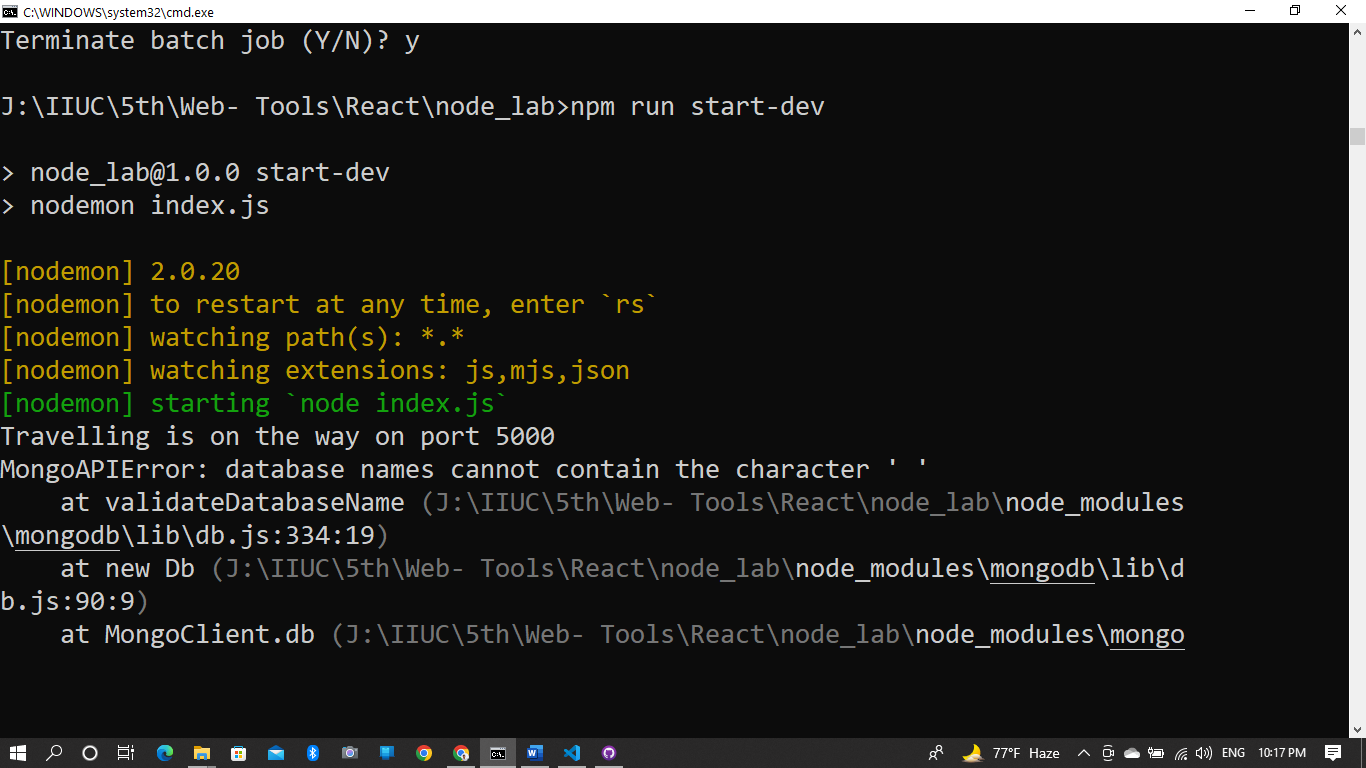 C:\WINDOWS\system32\cmd.exe
Terminate batch job (Y/N)? y
J:\IIUC\5th\Web- Tools\React\node_lab>npm run start-dev
> node_lab@1.0.0 start-dev
> nodemon index.js
[nodemon] 2.0.20
[nodemon] to restart at any time, enter `rs`
[nodemon] watching path(s): *.*
[nodemon] watching extensions: js,mjs,json
[nodemon] starting `node index.js`
Travelling is on the way on port 5000
MongoAPIError: database names cannot contain the character ' '
    at validateDatabaseName (J:\IIUC\5th\Web- Tools\React\node_lab\node_modules
\mongodb\lib\db.js:334:19)
    at new Db (J:\IIUC\5th\Web- Tools\React\node_lab\node_modules\mongodb\lib\d
b.js:90:9)
    at MongoClient.db (J:\IIUC\5th\Web- Tools\React\node_lab\node_modules\mongo
77°F Haze ENG 10:17 PM